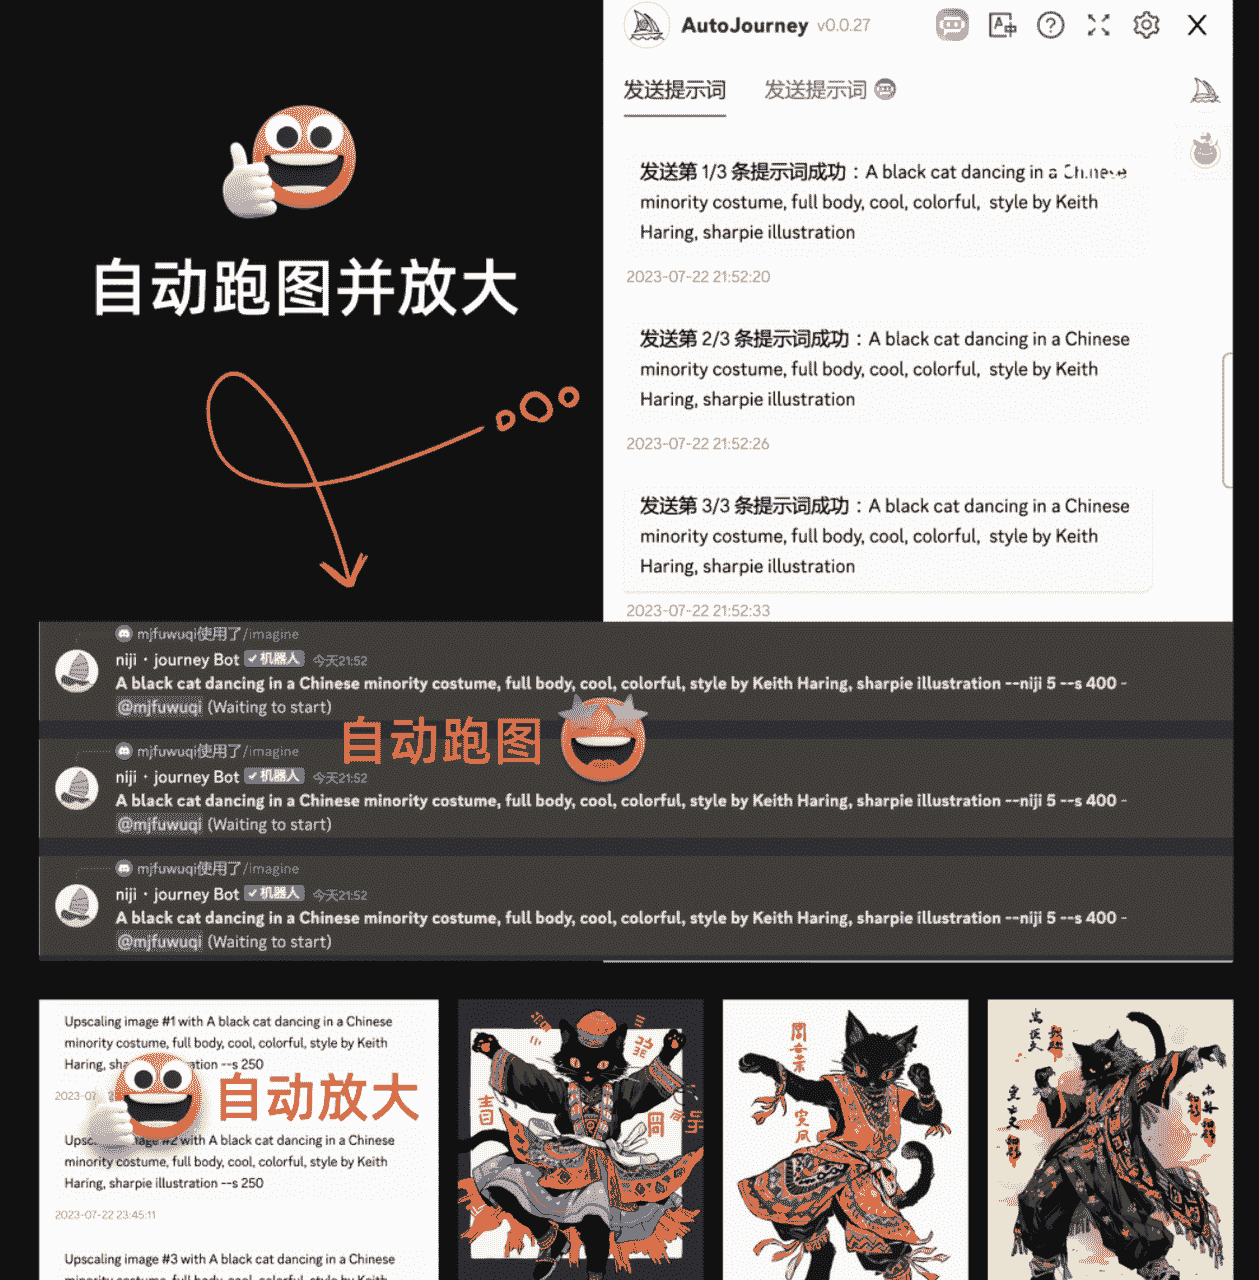 AutoJourney v0.0.27
发送提示词 发送提示词
自动跑图并放大
发送第 1/3 条提示词成功：A black cat dancing in a Chinese
minority costume, full body, cool, colorful, style by Keith
Haring, sharpie illustration
2023-07-22 21:52:20
发送第 2/3 条提示词成功：A black cat dancing in a Chinese
minority costume, full body, cool, colorful, style by Keith
Haring, sharpie illustration
2023-07-22 21:52:26
发送第 3/3 条提示词成功：A black cat dancing in a Chinese
minority costume, full body, cool, colorful, style by Keith
Haring, sharpie illustration
2023-07-22 21:52:33
mjfuwuqi使用了/imagine
niji · journey Bot ✓机器人 今天21:52
A black cat dancing in a Chinese minority costume, full body, cool, colorful, style by Keith Haring, sharpie illustration --niji 5 --s 400 -
@mjfuwuqi (Waiting to start)
自动跑图
mjfuwuqi使用了/imagine
niji · journey Bot ✓机器人 今天21:52
A black cat dancing in a Chinese minority costume, full body, cool, colorful, style by Keith Haring, sharpie illustration --niji 5 --s 400 -
@mjfuwuqi (Waiting to start)
mjfuwuqi使用了/imagine
niji · journey Bot ✓机器人 今天21:52
A black cat dancing in a Chinese minority costume, full body, cool, colorful, style by Keith Haring, sharpie illustration --niji 5 --s 400 -
@mjfuwuqi (Waiting to start)
Upscaling image #1 with A black cat dancing in a Chinese
minority costume, full body, cool, colorful, style by Keith
Haring, --s 250
自动放大
2023-07
#2 with A black cat dancing in a Chinese
minority costume, full body, cool, colorful, style by Keith
Haring, sharpie illustration --s 250
2023-07-22 23:45:11
Upscaling image #3 with A black cat dancing in a Chinese
minority costume, full body, cool, colorful, style by Keith